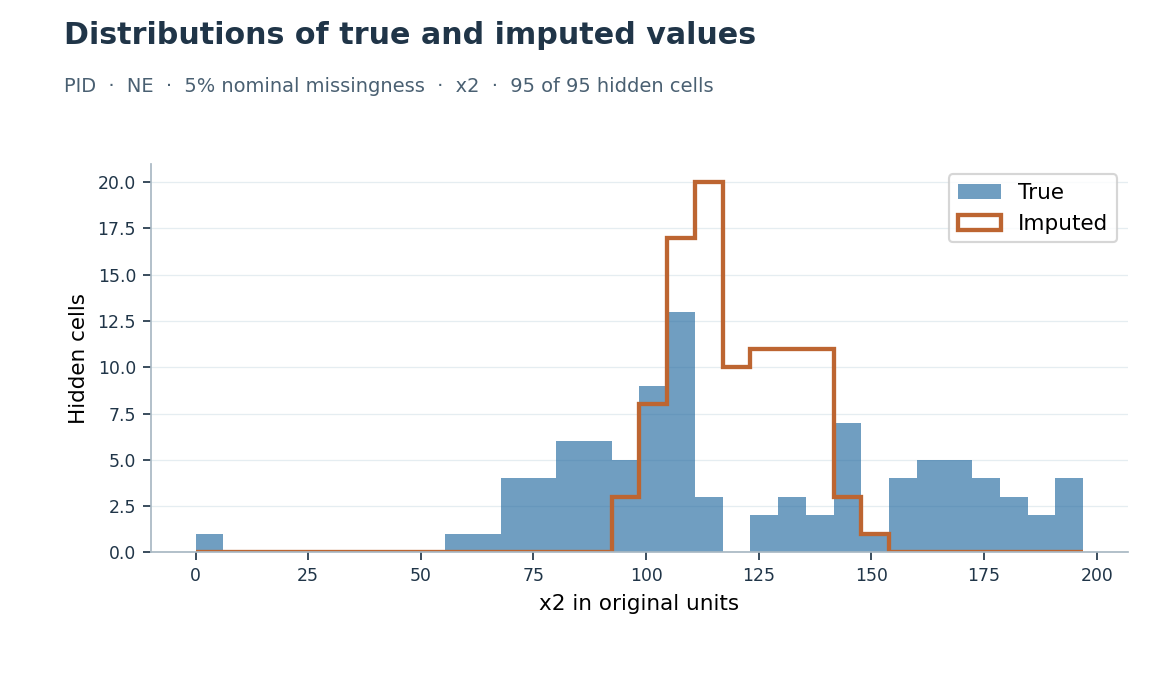 Distributions of true and imputed values
PID · NE · 5% nominal missingness · x2 · 95 of 95 hidden cells
True
Imputed
Hidden cells
20.0
17.5
15.0
12.5
10.0
7.5
5.0
2.5
0.0
0 25 50 75 100 125 150 175 200
x2 in original units